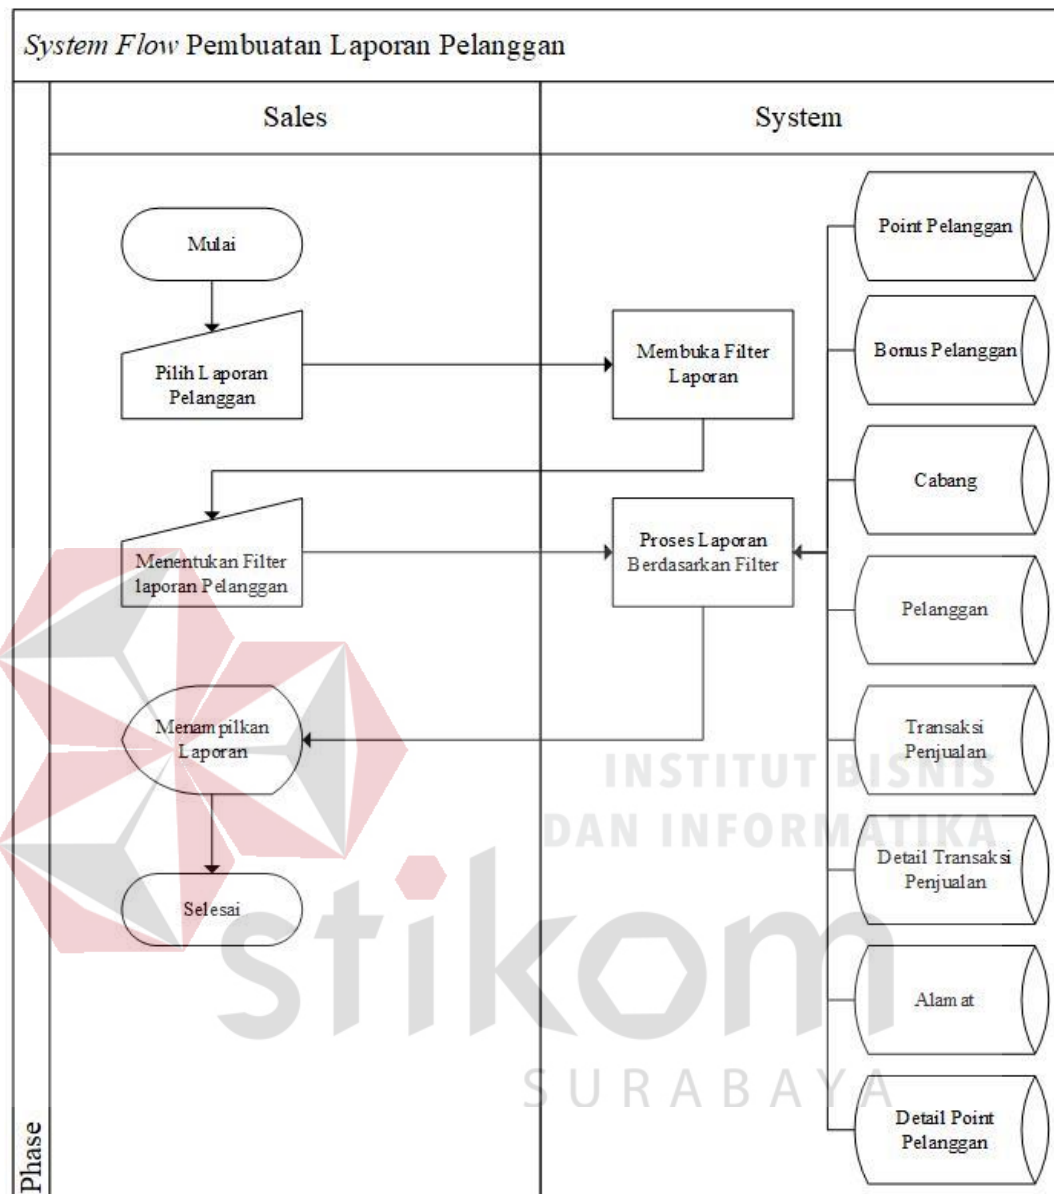 System Flow Pembuatan Laporan Pelanggan
Sales
System
Mulai
Pilih Laporan
Pelanggan
Membuka Filter
Laporan
Menentukan Filter
laporan Pelanggan
Proses Laporan
Berdasarkan Filter
Menampilkan
Laporan
Selesai
Point Pelanggan
Bonus Pelanggan
Cabang
Pelanggan
Transaksi
Penjualan
Detail Transaksi
Penjualan
Alamat
Detail Point
Pelanggan
Phase
INSTITUT BISNIS
DAN INFORMATIKA
stikom
SURABAYA